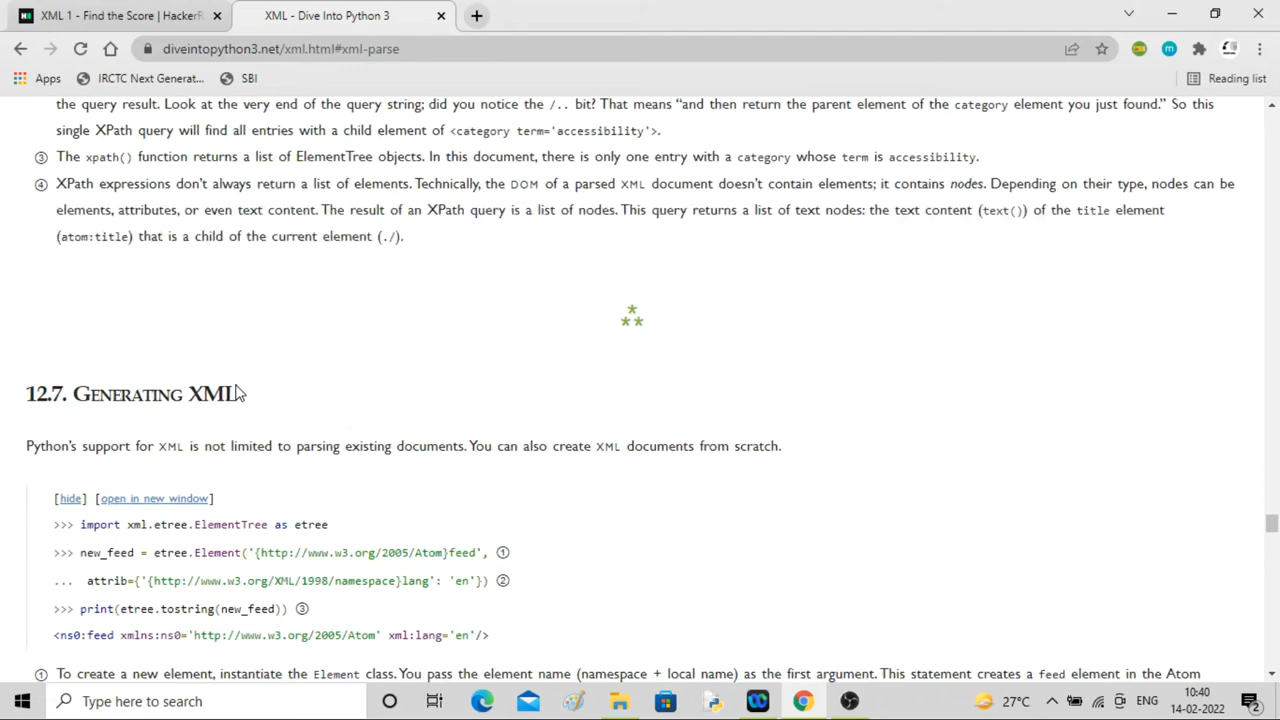 XML 1 - Find the Score | HackerR
XML - Dive Into Python 3
diveintopython3.net/xml.html#xml-parse
Apps IRCTC Next Generat... SBI Reading list
the query result. Look at the very end of the query string; did you notice the /.. bit? That means “and then return the parent element of the category element you just found.” So this
single XPath query will find all entries with a child element of <category term='accessibility'>.
③ The xpath() function returns a list of ElementTree objects. In this document, there is only one entry with a category whose term is accessibility.
④ XPath expressions don’t always return a list of elements. Technically, the DOM of a parsed XML document doesn’t contain elements; it contains nodes. Depending on their type, nodes can be
elements, attributes, or even text content. The result of an XPath query is a list of nodes. This query returns a list of text nodes: the text content (text()) of the title element
(atom:title) that is a child of the current element (./).
12.7. GENERATING XML
Python’s support for XML is not limited to parsing existing documents. You can also create XML documents from scratch.
[hide] [open in new window]
>>> import xml.etree.ElementTree as etree
>>> new_feed = etree.Element('{http://www.w3.org/2005/Atom}feed', ①
... attrib={'{http://www.w3.org/XML/1998/namespace}lang': 'en'}) ②
>>> print(etree.tostring(new_feed)) ③
<ns0:feed xmlns:ns0='http://www.w3.org/2005/Atom' xml:lang='en'/>
① To create a new element, instantiate the Element class. You pass the element name (namespace + local name) as the first argument. This statement creates a feed element in the Atom
Type here to search
27°C
ENG
10:40
14-02-2022
2